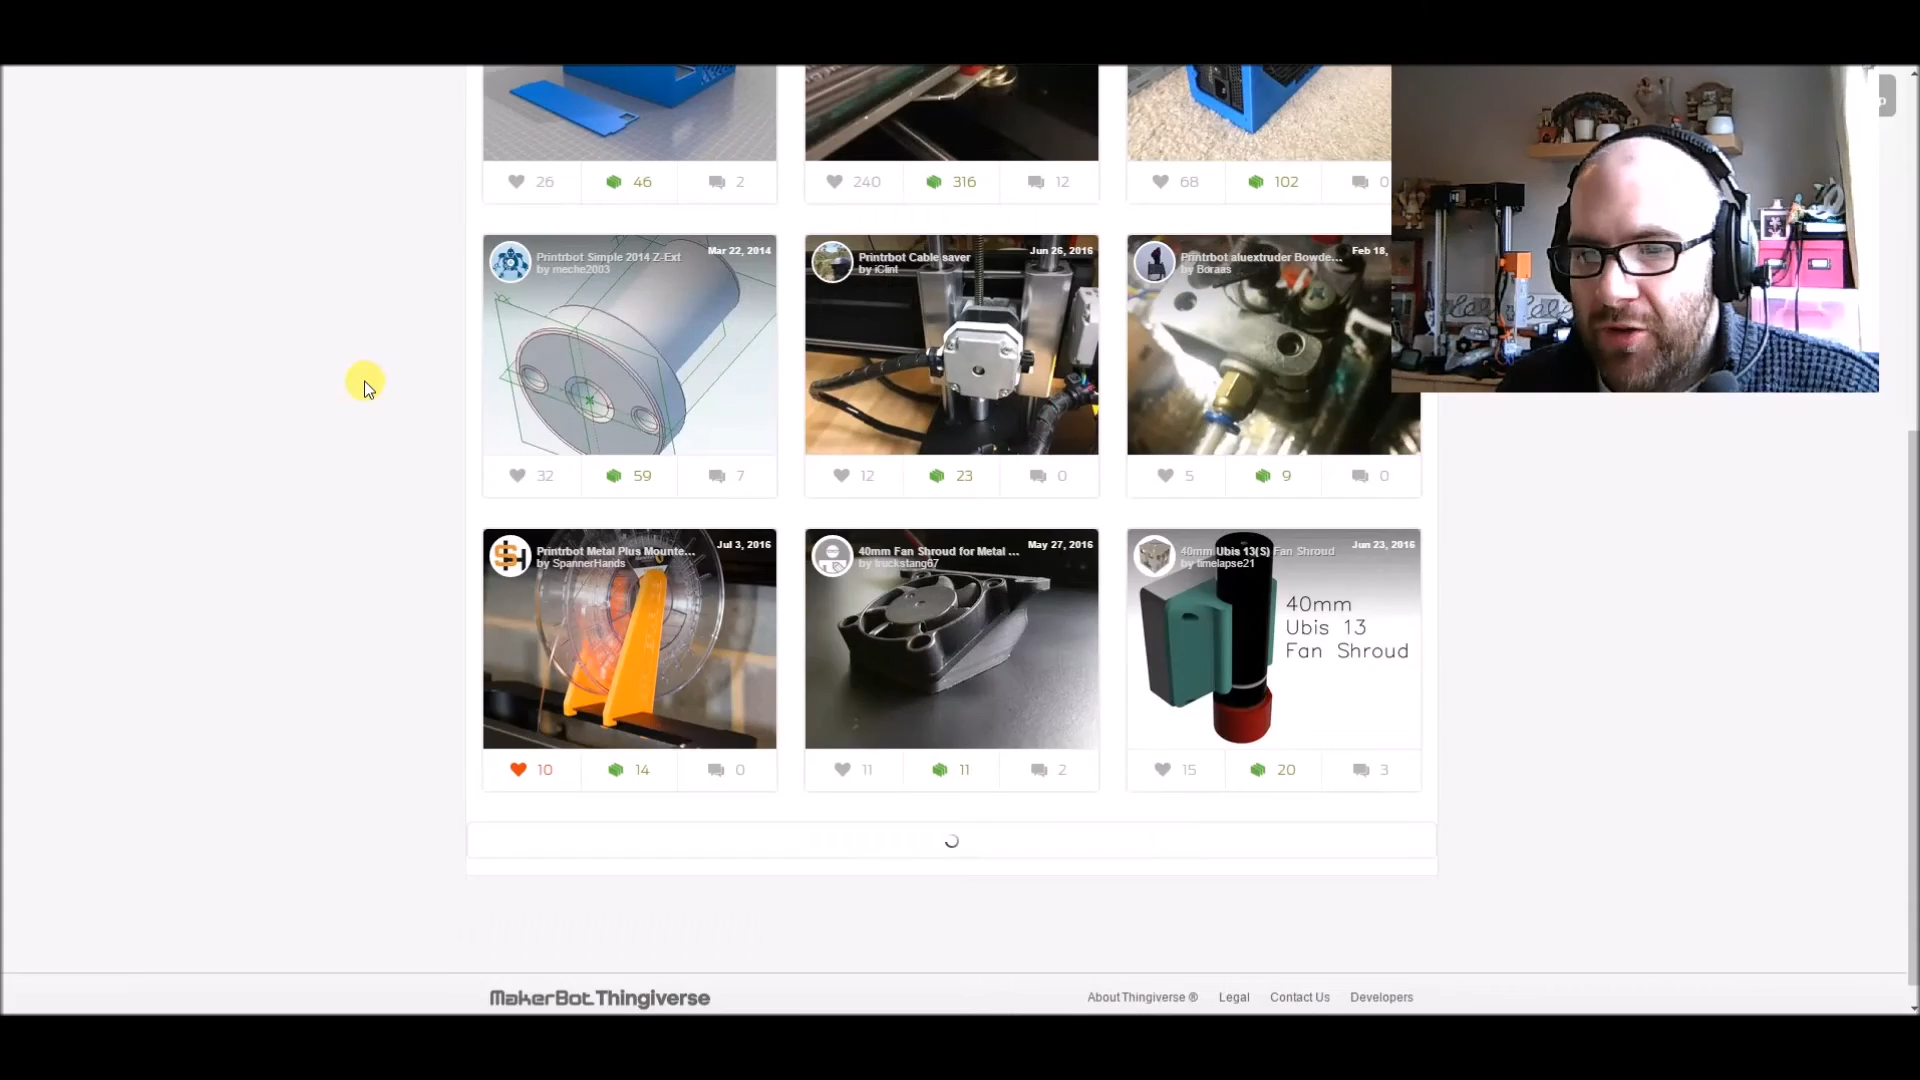 26 46 2 240 316 12 68 102 0
Printrbot Simple 2014 Z-Ext
by meche2003
Mar 22, 2014
Printrbot Cable saver
by iClint
Jun 26, 2016
Printrbot aluextruder Bowde...
by Boraas
Feb 18,
32 59 7 12 23 0 5 9 0
Printrbot Metal Plus Mounte...
by SpannerHands
Jul 3, 2016
40mm Fan Shroud for Metal ...
by truckstang67
May 27, 2016
40mm Ubis 13(S) Fan Shroud
by timelapse21
Jun 23, 2016
40mm
Ubis 13
Fan Shroud
10 14 0 11 11 2 15 20 3
MakerBot Thingiverse
About Thingiverse ® Legal Contact Us Developers